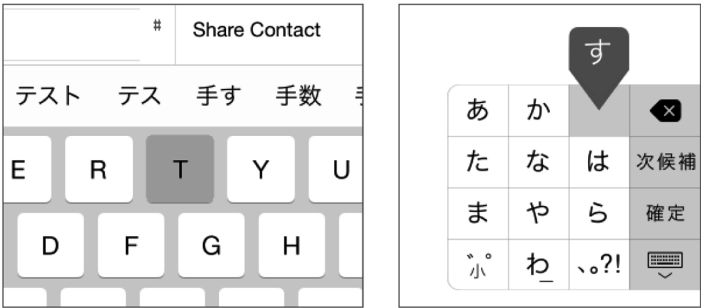 # Share Contact
テスト テス 手す 手数
E R T Y U
D F G H
す
あ か
た な は 次候補
ま や ら 確定
゛゜小 わ_ 、。?!